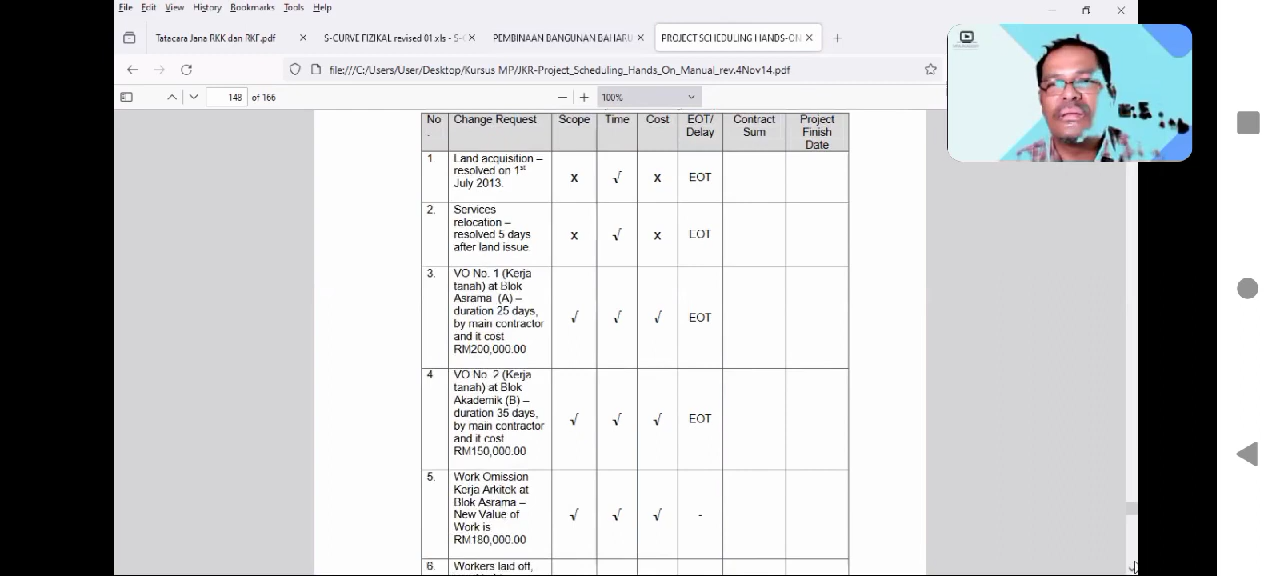 File Edit View History Bookmarks Tools Help
Tatacara Jana RKK dan RKF.pdf
S-CURVE FIZIKAL revised 01.xls - S-C
PEMBINAAN BANGUNAN BAHARU
PROJECT SCHEDULING HANDS-ON
file:///C:/Users/User/Desktop/Kursus MP/JKR-Project_Scheduling_Hands_On_Manual_rev.4Nov14.pdf
148 of 166
100%
No
.
Change Request
Scope
Time
Cost
EOT/
Delay
Contract
Sum
Project
Finish
Date
1.
Land acquisition –
resolved on 1st
July 2013.
x √ x EOT
2.
Services
relocation –
resolved 5 days
after land issue
x √ x EOT
3.
VO No. 1 (Kerja
tanah) at Blok
Asrama (A) –
duration 25 days,
by main contractor
and it cost
RM200,000.00
√ √ √ EOT
4
VO No. 2 (Kerja
tanah) at Blok
Akademik (B) –
duration 35 days,
by main contractor
and it cost
RM150,000.00
√ √ √ EOT
5.
Work Omission
Kerja Arkitek at
Blok Asrama –
New Value of
Work is
RM180,000.00
√ √ √ -
6.
Workers laid off,